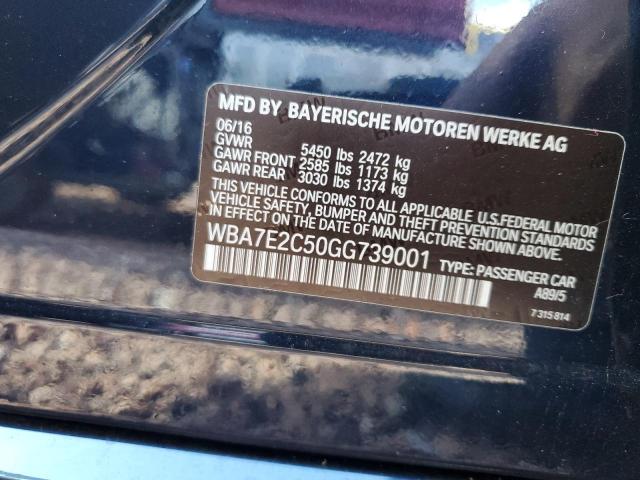 MFD BY BAYERISCHE MOTOREN WERKE AG
06/16
GVWR 5450 lbs 2472 kg
GAWR FRONT 2585 lbs 1173 kg
GAWR REAR 3030 lbs 1374 kg
THIS VEHICLE CONFORMS TO ALL APPLICABLE U.S.FEDERAL MOTOR
VEHICLE SAFETY, BUMPER AND THEFT PREVENTION STANDARDS
IN EFFECT ON THE DATE OF MANUFACTURE SHOWN ABOVE.
WBA7E2C50GG739001 TYPE: PASSENGER CAR
A89/5
7 315 814